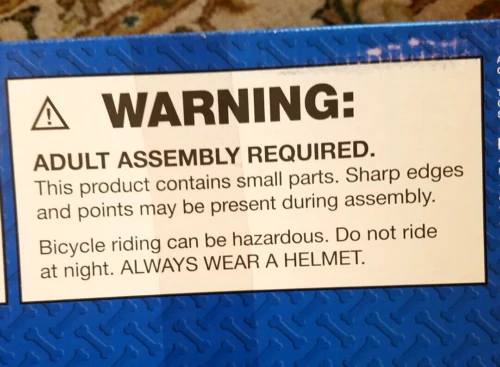 WARNING:
ADULT ASSEMBLY REQUIRED.
This product contains small parts. Sharp edges
and points may be present during assembly.
Bicycle riding can be hazardous. Do not ride
at night. ALWAYS WEAR A HELMET.